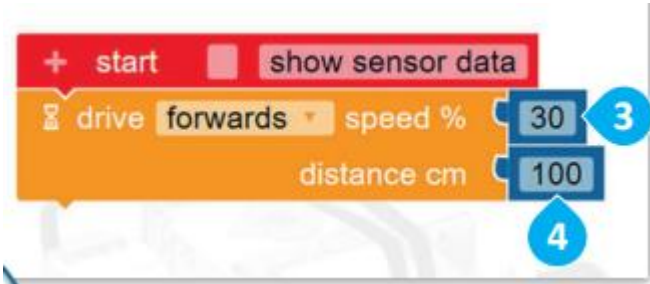 + start show sensor data
drive forwards speed % 30 3
distance cm 100
4